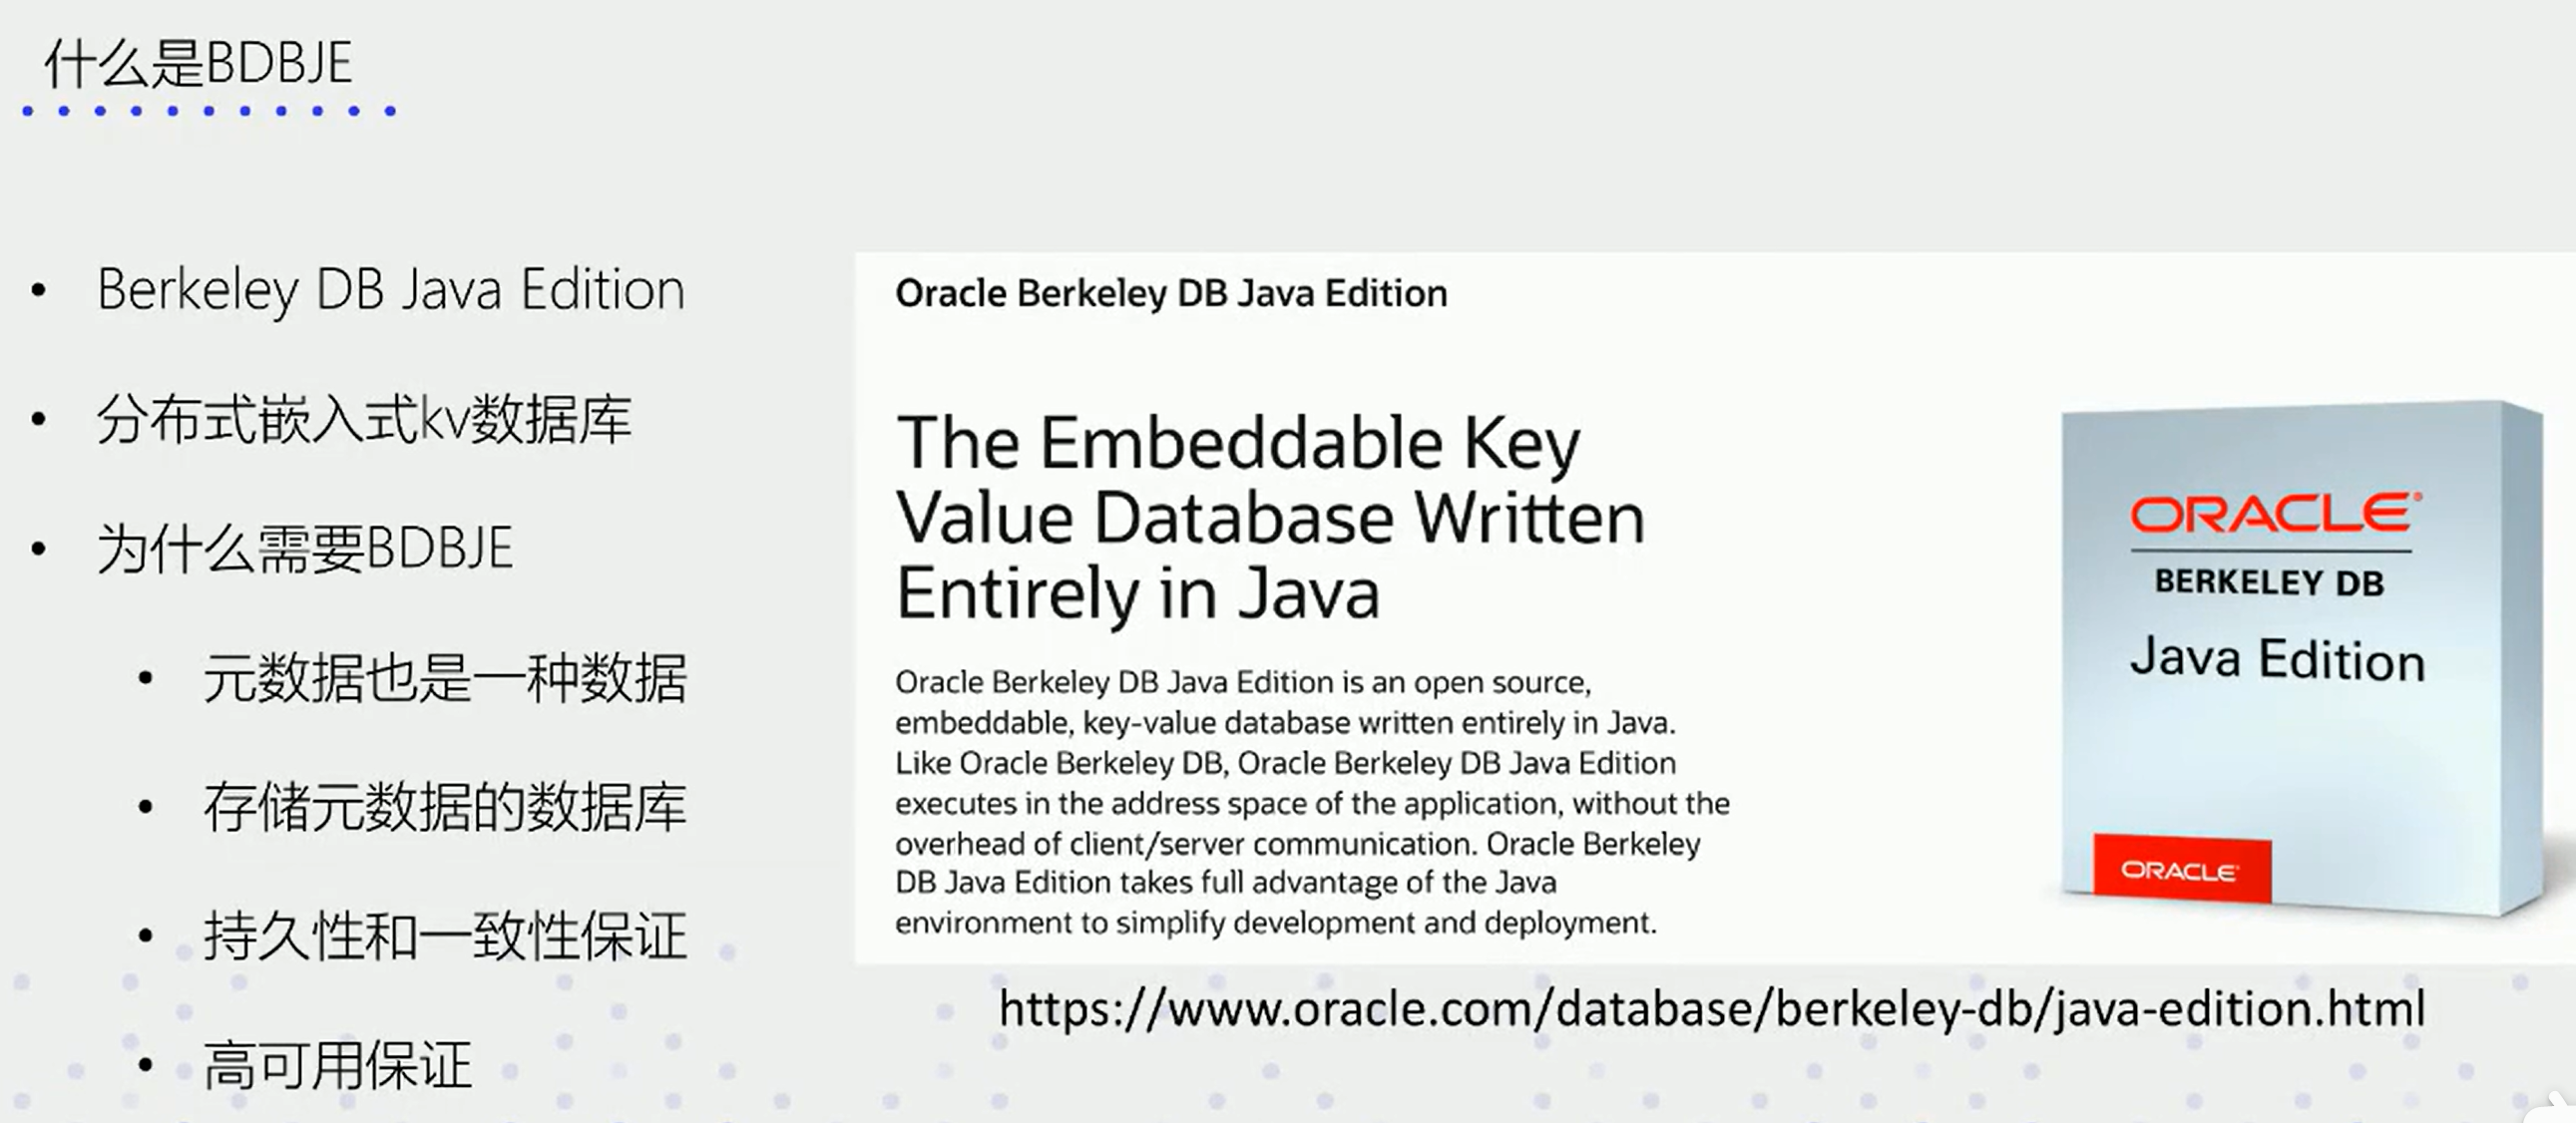 什么是BDBJE
• Berkeley DB Java Edition
• 分布式嵌入式kv数据库
• 为什么需要BDBJE
• 元数据也是一种数据
• 存储元数据的数据库
• 持久性和一致性保证
• 高可用保证
Oracle Berkeley DB Java Edition
The Embeddable Key
Value Database Written
Entirely in Java
Oracle Berkeley DB Java Edition is an open source,
embeddable, key-value database written entirely in Java.
Like Oracle Berkeley DB, Oracle Berkeley DB Java Edition
executes in the address space of the application, without the
overhead of client/server communication. Oracle Berkeley
DB Java Edition takes full advantage of the Java
environment to simplify development and deployment.
ORACLE®
BERKELEY DB
Java Edition
ORACLE®
https://www.oracle.com/database/berkeley-db/java-edition.html